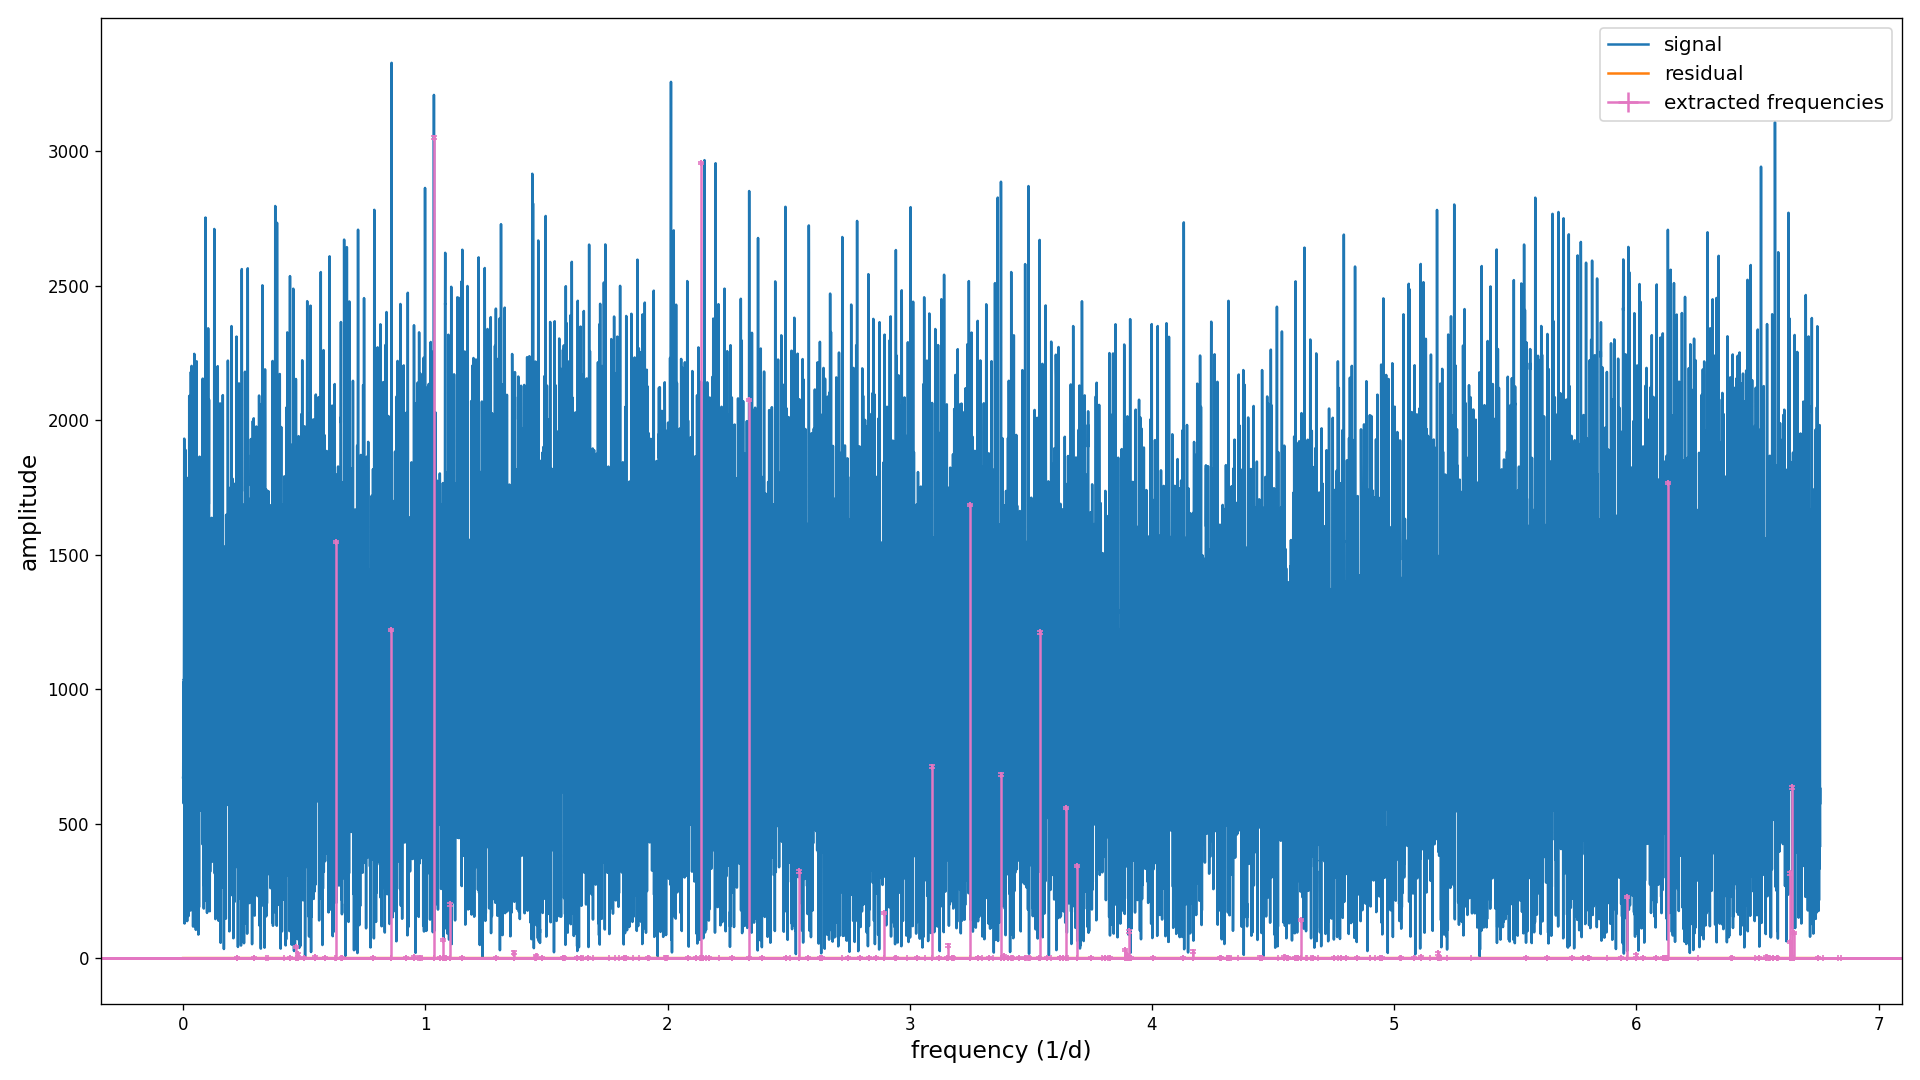 signal
residual
extracted frequencies
amplitude
3000
2500
2000
1500
1000
500
0
0 1 2 3 4 5 6 7
frequency (1/d)